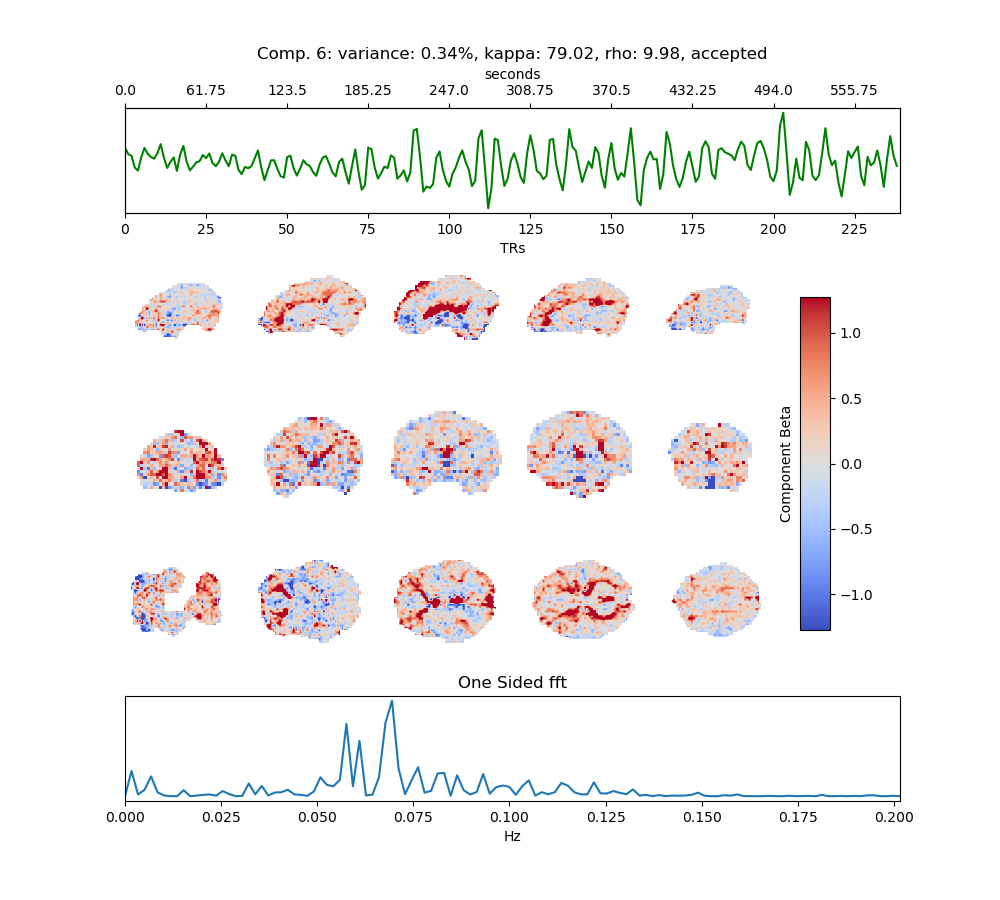 Comp. 6: variance: 0.34%, kappa: 79.02, rho: 9.98, accepted
seconds
0.0 61.75 123.5 185.25 247.0 308.75 370.5 432.25 494.0 555.75
0 25 50 75 100 125 150 175 200 225
TRs
Component Beta
1.0
0.5
0.0
−0.5
−1.0
One Sided fft
0.000 0.025 0.050 0.075 0.100 0.125 0.150 0.175 0.200
Hz